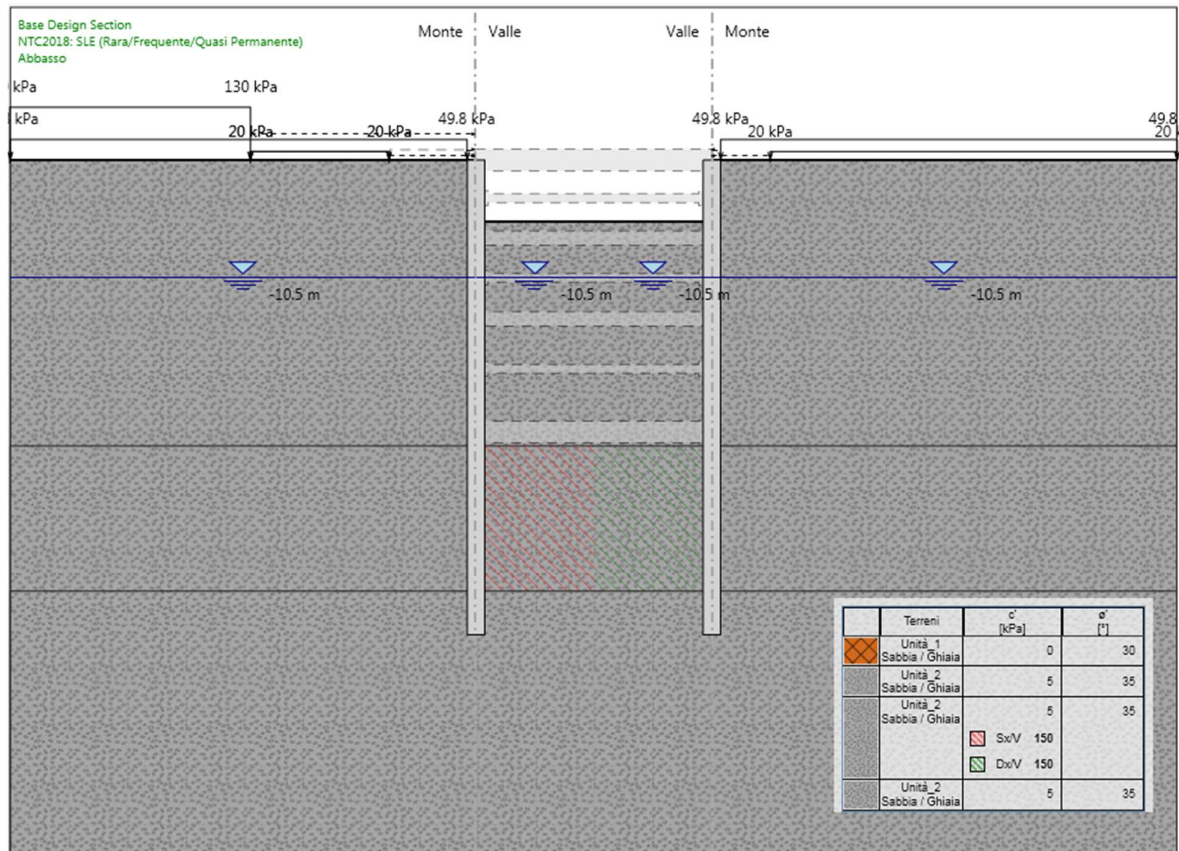 Base Design Section
NTC2018: SLE (Rara/Frequente/Quasi Permanente)
Abbasso
Monte Valle Valle Monte
kPa 130 kPa
kPa 49.8 kPa 49.8 kPa 49.8
20 kPa 20 kPa 20 kPa 20
-10.5 m -10.5 m -10.5 m -10.5 m
Terreni c' [kPa] ø' [°]
Unità_1
Sabbia / Ghiaia 0 30
Unità_2
Sabbia / Ghiaia 5 35
Unità_2
Sabbia / Ghiaia 5 35
Sx/V 150
Dx/V 150
Unità_2
Sabbia / Ghiaia 5 35